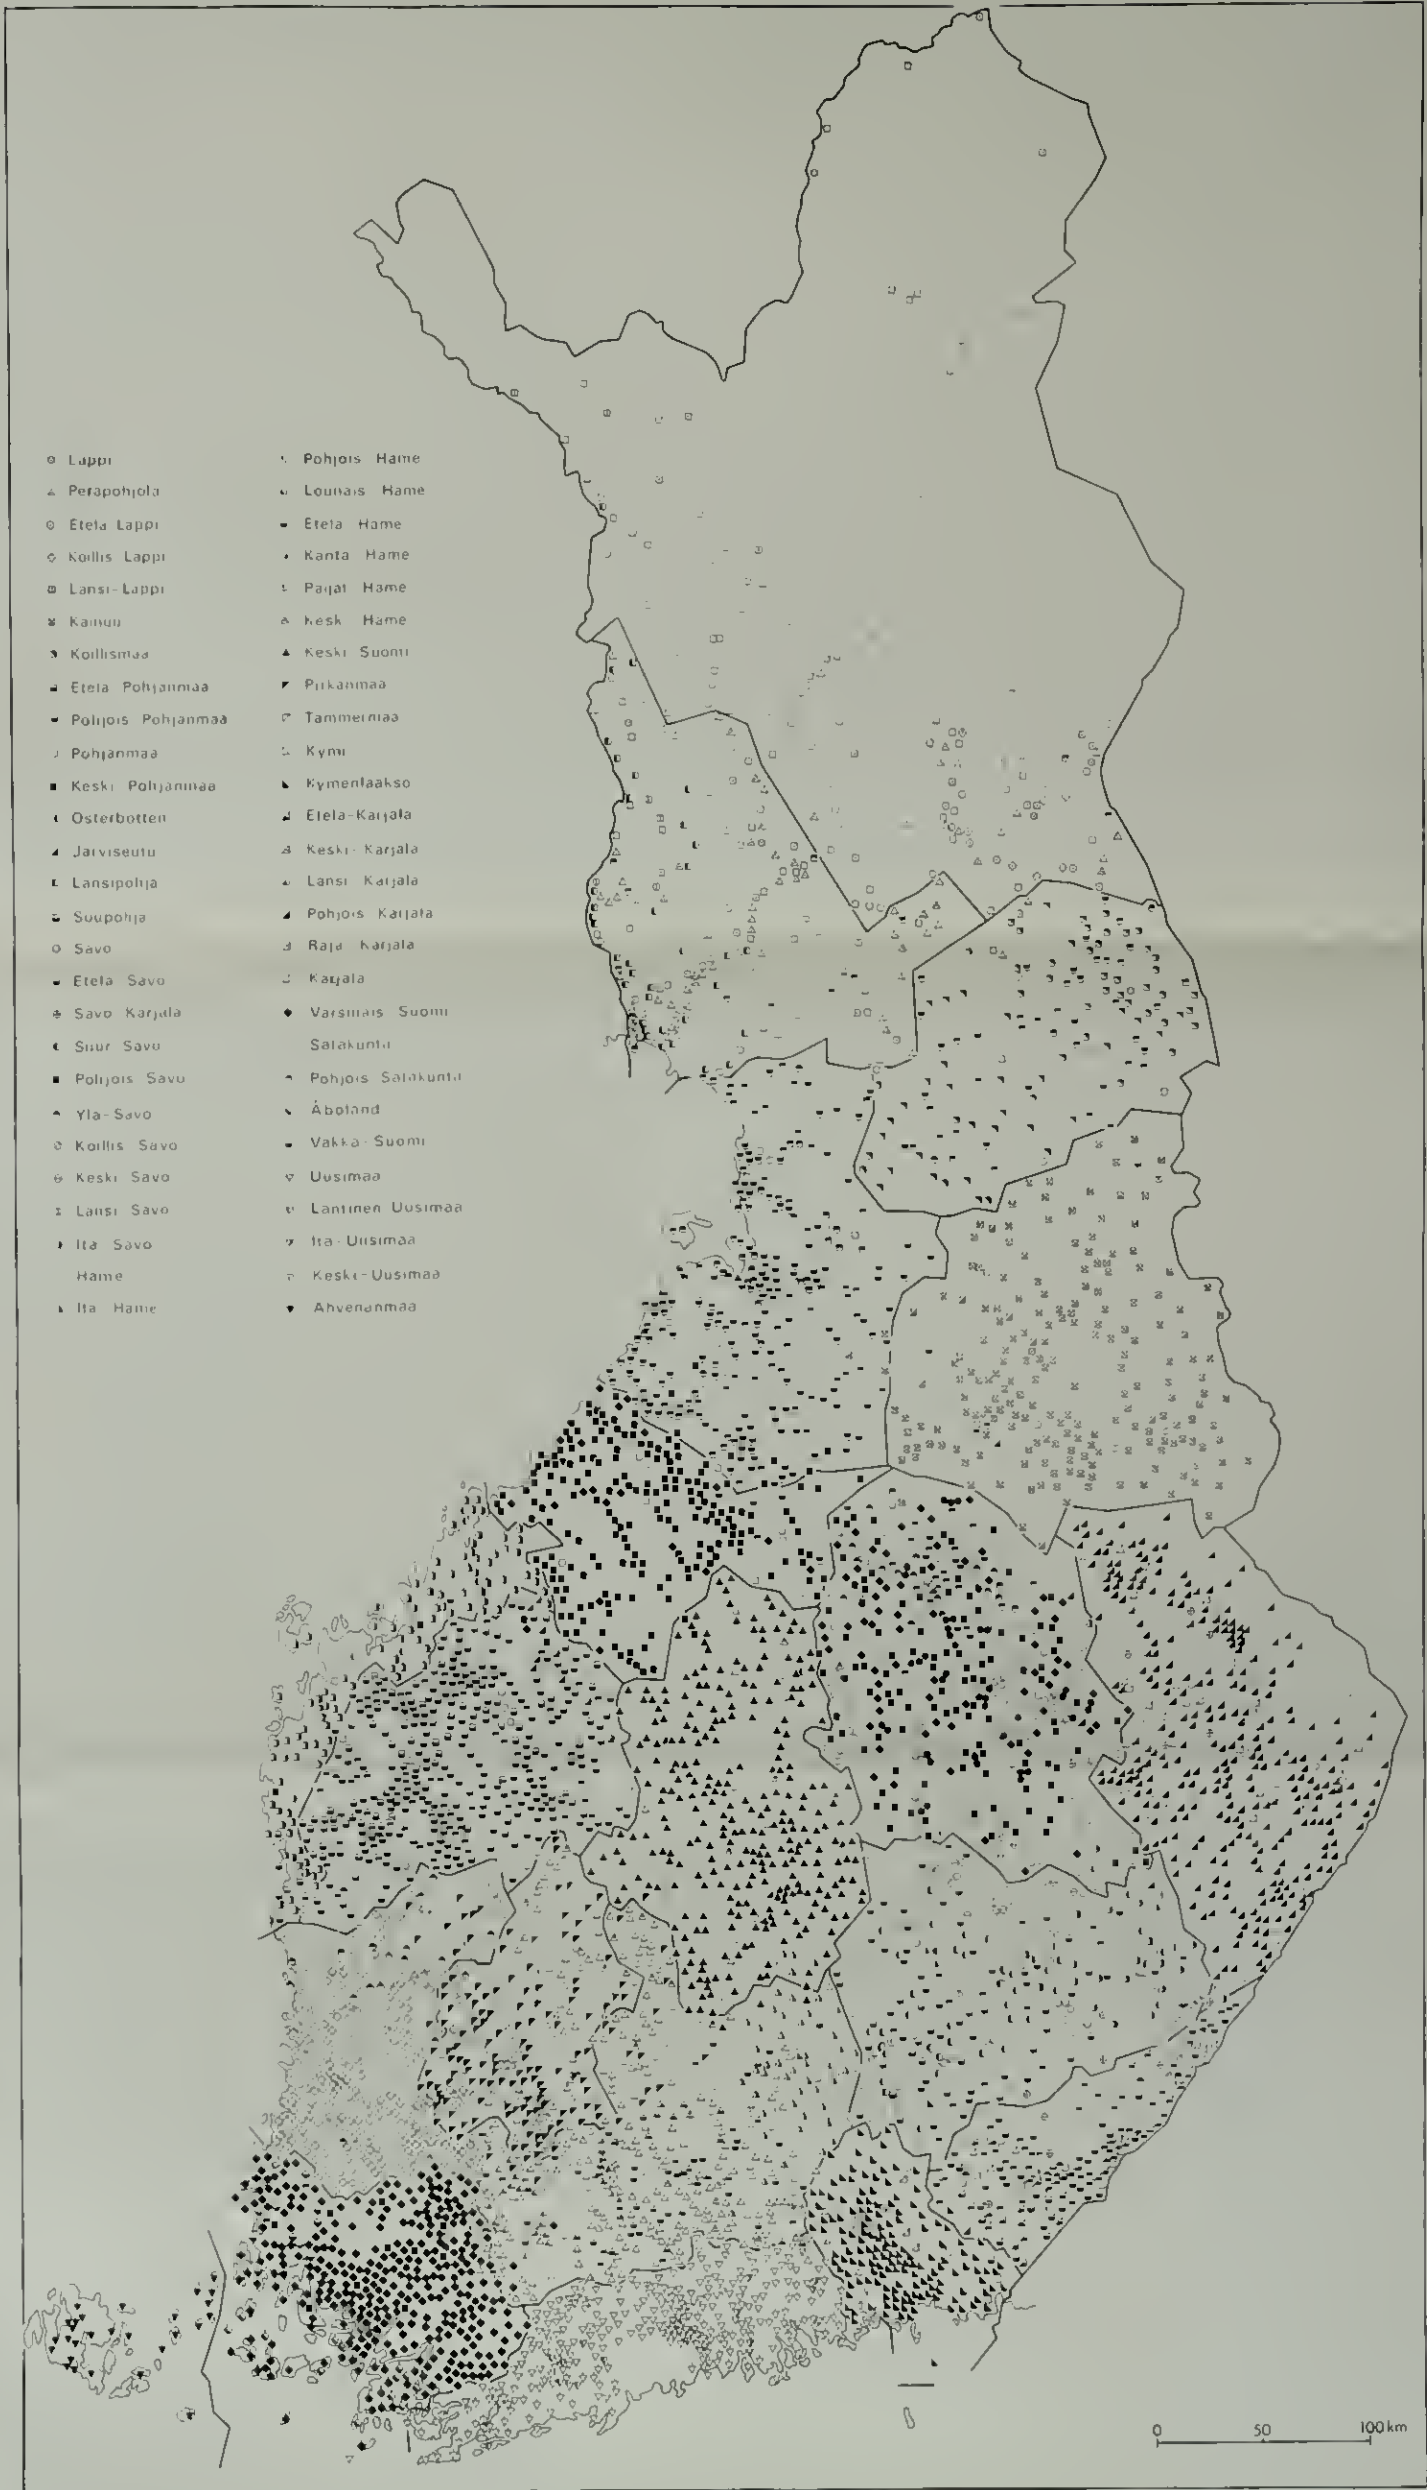 Lappi
Perapohjola
Etela Lappi
Koillis Lappi
Lansi-Lappi
Kainuu
Koillismaa
Etela Pohjanmaa
Pohjois Pohjanmaa
Pohjanmaa
Keski Pohjanmaa
Osterbotten
Jarviseutu
Lansipohja
Suupohja
Savo
Etela Savo
Savo Karjala
Suur Savo
Pohjois Savo
Yla-Savo
Koillis Savo
Keski Savo
Lansi Savo
Ita Savo
Hame
Ita Hame
Pohjois Hame
Lounais Hame
Etela Hame
Kanta Hame
Paijat Hame
Kesk Hame
Keski Suomi
Pirkanmaa
Tammermaa
Kymi
Kymenlaakso
Etela-Karjala
Keski-Karjala
Lansi Karjala
Pohjois Karjala
Raja Karjala
Karjala
Varsinais Suomi
Satakunta
Pohjois Satakunta
Åboland
Vakka-Suomi
Uusimaa
Lantinen Uusimaa
Ita-Uusimaa
Keski-Uusimaa
Ahvenanmaa
0 50 100 km